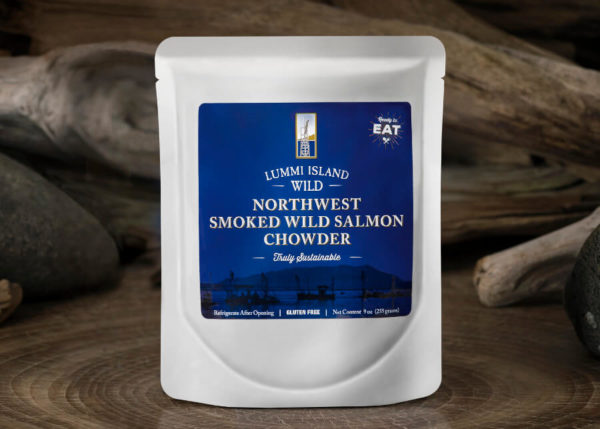 Ready to
EAT
LUMMI ISLAND
WILD
NORTHWEST
SMOKED WILD SALMON
CHOWDER
Truly Sustainable
Refrigerate After Opening | GLUTEN FREE | Net Content 9 oz (255 grams)